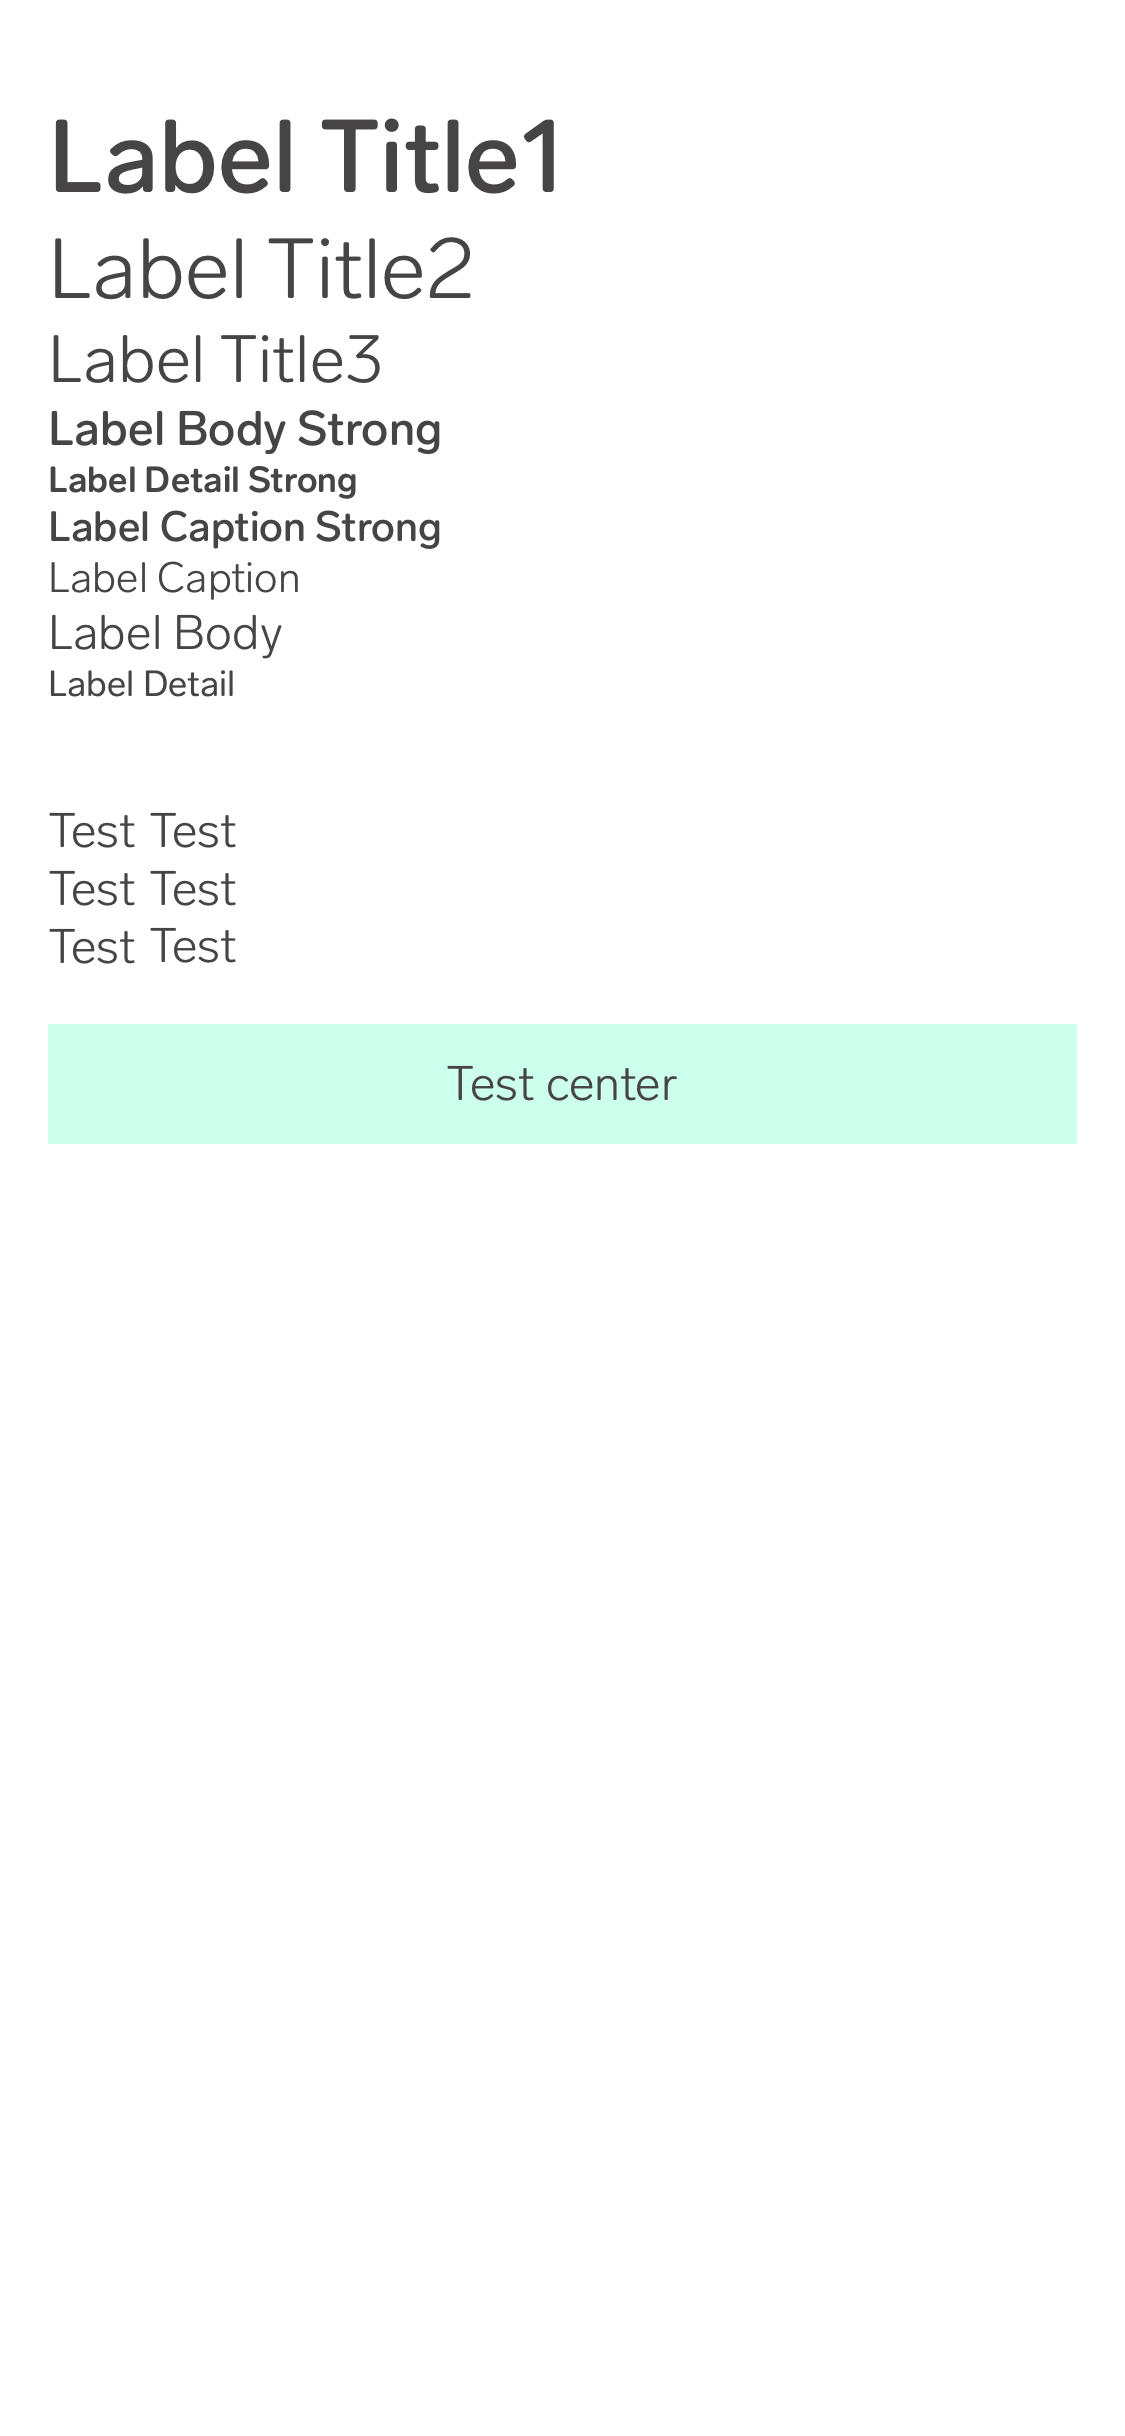 Label Title1
Label Title2
Label Title3
Label Body Strong
Label Detail Strong
Label Caption Strong
Label Caption
Label Body
Label Detail
Test Test
Test Test
Test Test
Test center